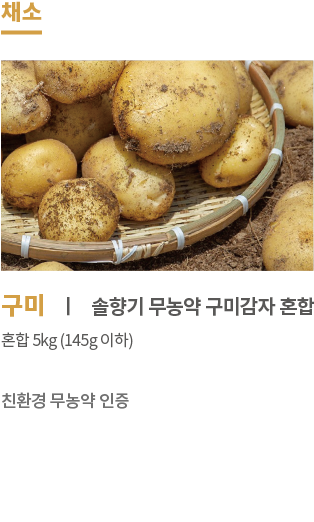 채소
구미 ㅣ 솔향기 무농약 구미감자 혼합
혼합 5kg (145g 이하)
친환경 무농약 인증